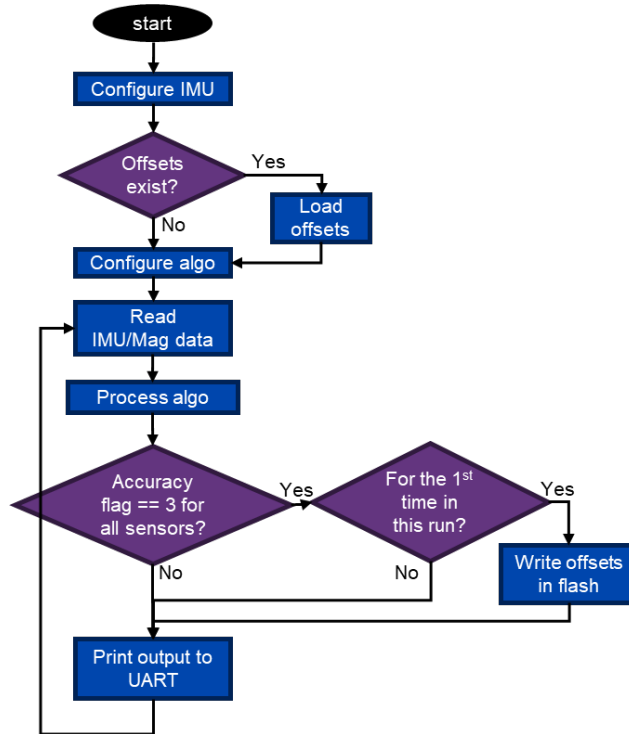 start
Configure IMU
Offsets
exist?
Yes
No
Load
offsets
Configure algo
Read
IMU/Mag data
Process algo
Accuracy
flag == 3 for
all sensors?
Yes
No
For the 1st
time in
this run?
Yes
No
Write offsets
in flash
Print output to
UART